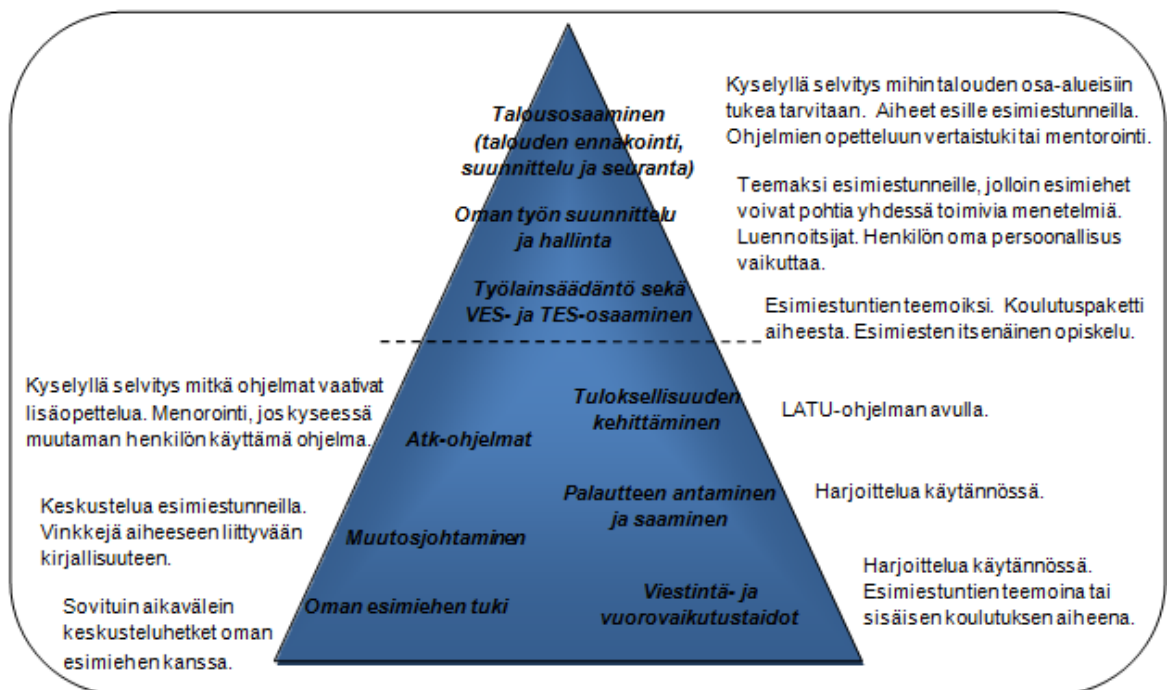 Talousosaaminen
(talouden ennakointi,
suunnittelu ja seuranta)
Kyselyllä selvitys mihin talouden osa-alueisiin
tukea tarvitaan. Aiheet esille esimiestunneilla.
Ohjelmien opetteluun vertaistuki tai mentorointi.
Oman työn suunnittelu
ja hallinta
Teemaksi esimiestunneille, jolloin esimiehet
voivat pohtia yhdessä toimivia menetelmiä.
Luennoitsijat. Henkilön oma persoonallisuus
vaikuttaa.
Työlainsäädäntö sekä
VES- ja TES-osaaminen
Esimiestuntien teemoiksi. Koulutuspaketti
aiheesta. Esimiesten itsenäinen opiskelu.
Kyselyllä selvitys mitkä ohjelmat vaativat
lisäopettelua. Menorointi, jos kyseessä
muutaman henkilön käyttämä ohjelma.
Atk-ohjelmat
Tuloksellisuuden
kehittäminen
LATU-ohjelman avulla.
Keskustelua esimiestunneilla.
Vinkkejä aiheeseen liittyvään
kirjallisuuteen.
Muutosjohtaminen
Palautteen antaminen
ja saaminen
Harjoittelua käytännössä.
Sovituin aikavälein
keskusteluhetket oman
esimiehen kanssa.
Oman esimiehen tuki
Viestintä- ja
vuorovaikutustaidot
Harjoittelua käytännössä.
Esimiestuntien teemoina tai
sisäisen koulutuksen aiheena.